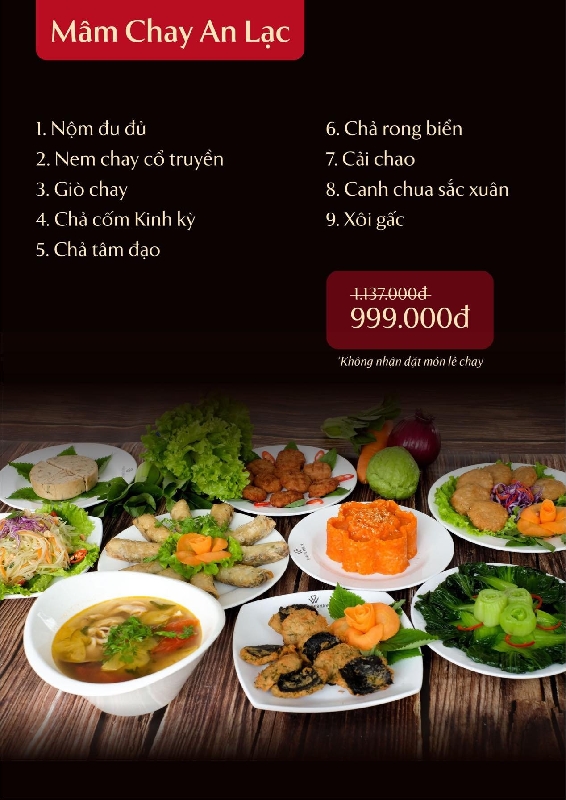 Mâm Chay An Lạc
1. Nộm đu đủ
2. Nem chay cổ truyền
3. Giò chay
4. Chả cốm Kinh kỳ
5. Chả tâm đạo
6. Chả rong biển
7. Cải chao
8. Canh chua sắc xuân
9. Xôi gấc
1.137.000đ
999.000đ
*Không nhận đặt món lẻ chay